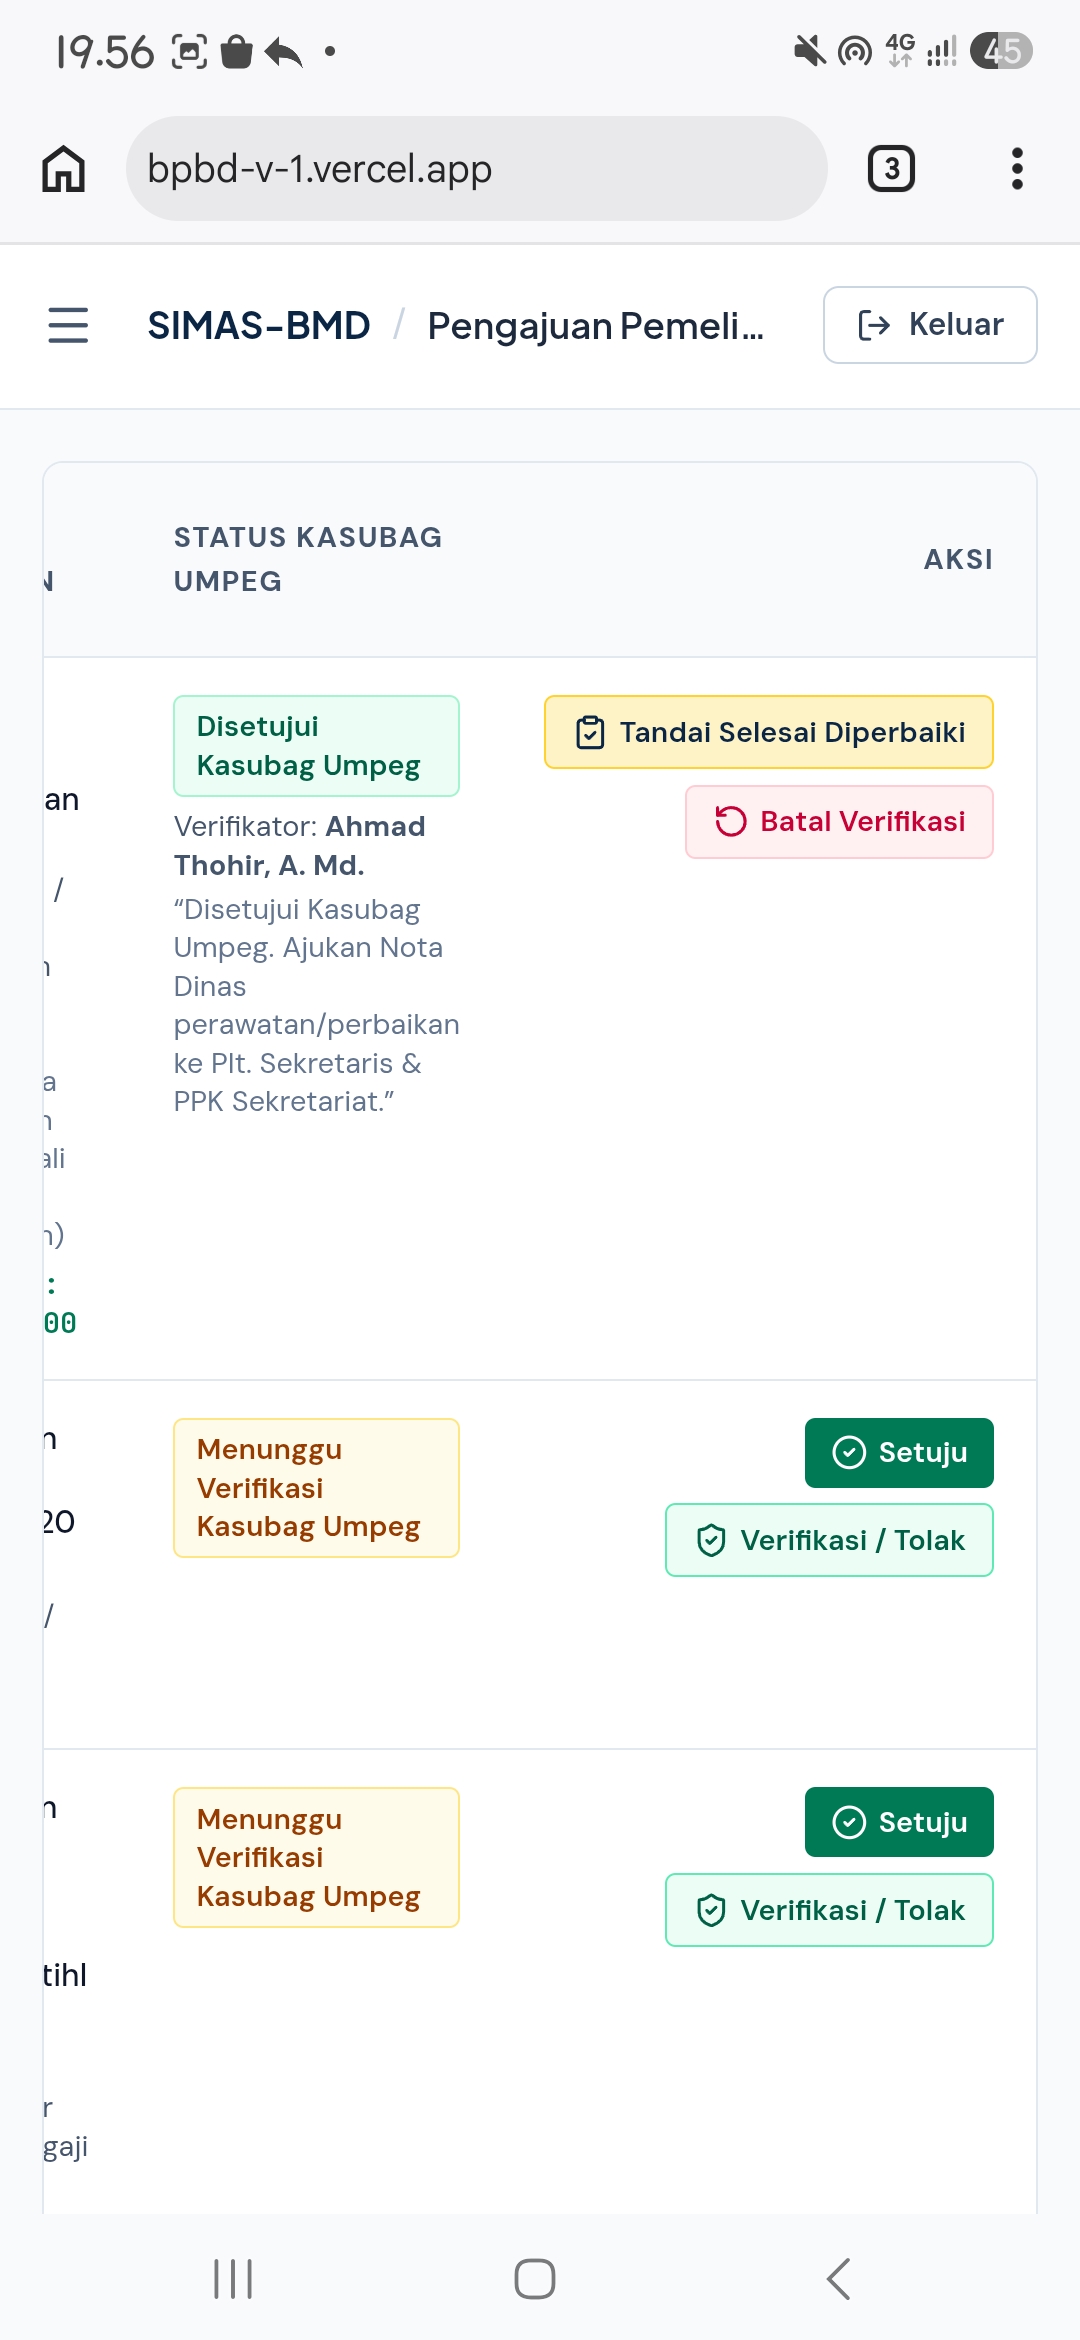 19.56
4G
45
bpbd-v-1.vercel.app
3
SIMAS-BMD / Pengajuan Pemeli...
Keluar
STATUS KASUBAG
UMPEG
AKSI
Disetujui
Kasubag Umpeg
Tandai Selesai Diperbaiki
Batal Verifikasi
an
Verifikator: Ahmad
Thohir, A. Md.
/
“Disetujui Kasubag
Umpeg. Ajukan Nota
Dinas
perawatan/perbaikan
ke Plt. Sekretaris &
PPK Sekretariat.”
a
ali
n)
:
00
Menunggu
Verifikasi
Kasubag Umpeg
Setuju
Verifikasi / Tolak
20
/
Menunggu
Verifikasi
Kasubag Umpeg
Setuju
Verifikasi / Tolak
tihl
r
gaji